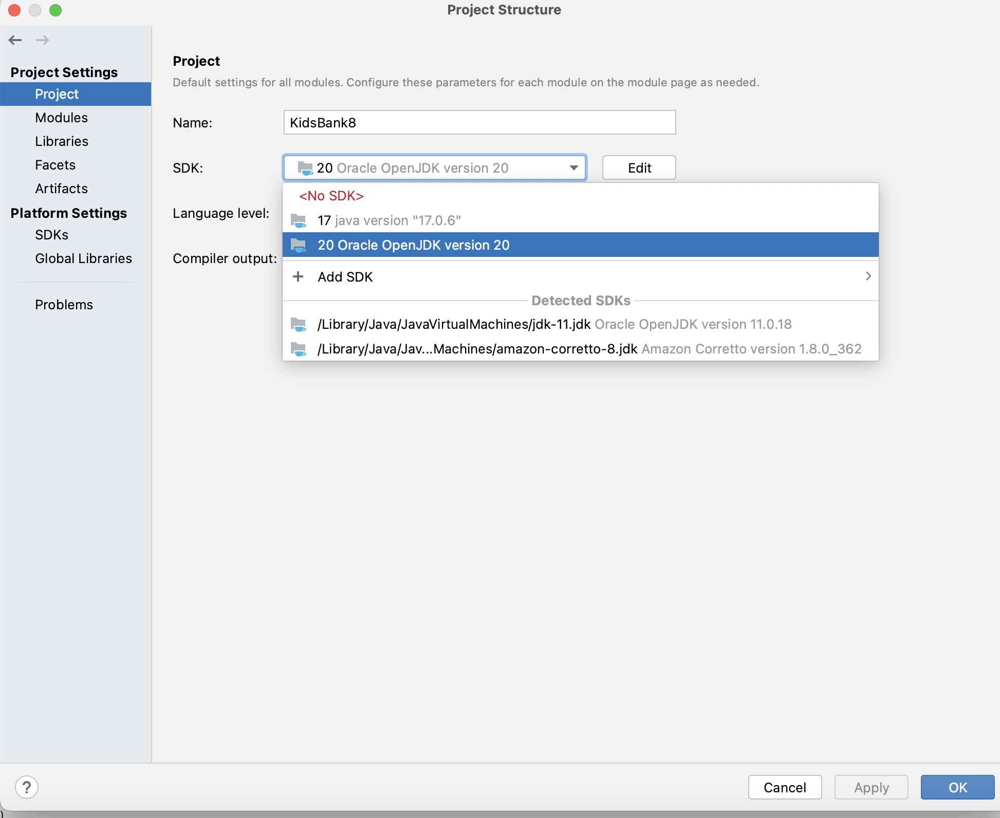 Project Structure
Project Settings
Project
Modules
Libraries
Facets
Artifacts
Platform Settings
SDKs
Global Libraries
Problems
Project
Default settings for all modules. Configure these parameters for each module on the module page as needed.
Name: KidsBank8
SDK: 20 Oracle OpenJDK version 20 Edit
<No SDK>
Language level:
17 java version "17.0.6"
20 Oracle OpenJDK version 20
Compiler output:
+ Add SDK >
Detected SDKs
/Library/Java/JavaVirtualMachines/jdk-11.jdk Oracle OpenJDK version 11.0.18
/Library/Java/Jav...Machines/amazon-corretto-8.jdk Amazon Corretto version 1.8.0_362
? Cancel Apply OK
)